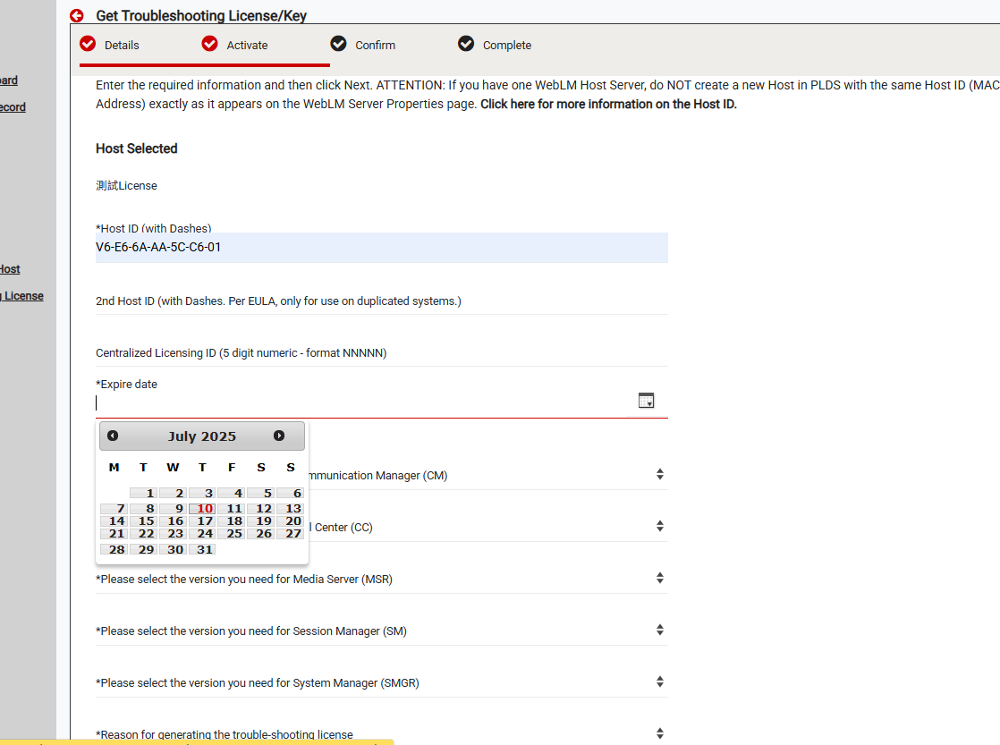 Get Troubleshooting License/Key
Details
Activate
Confirm
Complete
Enter the required information and then click Next. ATTENTION: If you have one WebLM Host Server, do NOT create a new Host in PLDS with the same Host ID (MAC
Address) exactly as it appears on the WebLM Server Properties page. Click here for more information on the Host ID.
Host Selected
測試License
*Host ID (with Dashes)
V6-E6-6A-AA-5C-C6-01
2nd Host ID (with Dashes. Per EULA, only for use on duplicated systems.)
Centralized Licensing ID (5 digit numeric - format NNNNN)
*Expire date
July 2025
M T W T F S S
1 2 3 4 5 6
7 8 9 10 11 12 13
14 15 16 17 18 19 20
21 22 23 24 25 26 27
28 29 30 31
mmunication Manager (CM)
l Center (CC)
*Please select the version you need for Media Server (MSR)
*Please select the version you need for Session Manager (SM)
*Please select the version you need for System Manager (SMGR)
*Reason for generating the trouble-shooting license
ard
ecord
Host
License